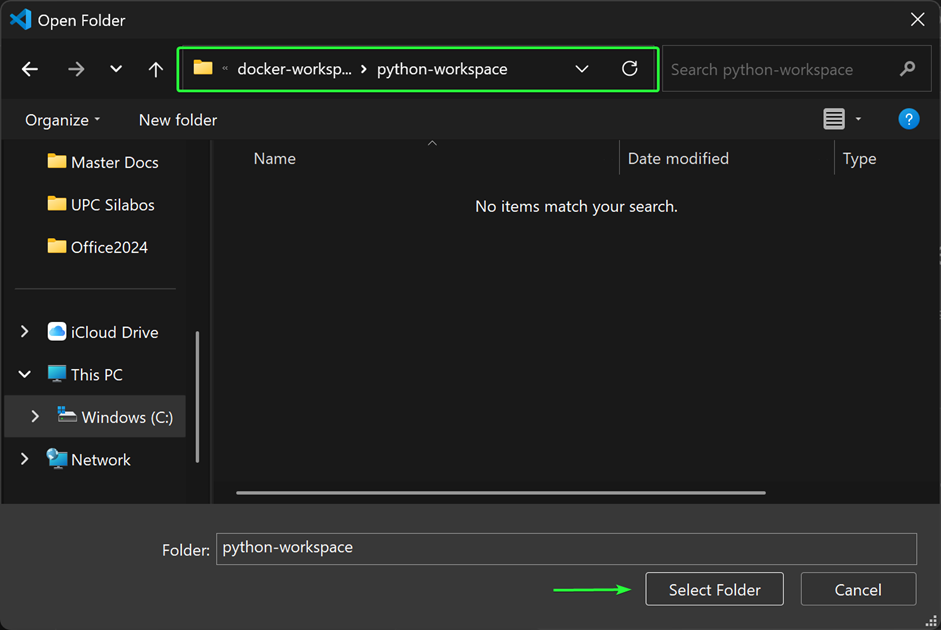 Open Folder
« docker-worksp... › python-workspace
Search python-workspace
Organize
New folder
?
Master Docs
UPC Silabos
Office2024
iCloud Drive
This PC
Windows (C:)
Network
Name
Date modified
Type
No items match your search.
Folder:
python-workspace
Select Folder
Cancel